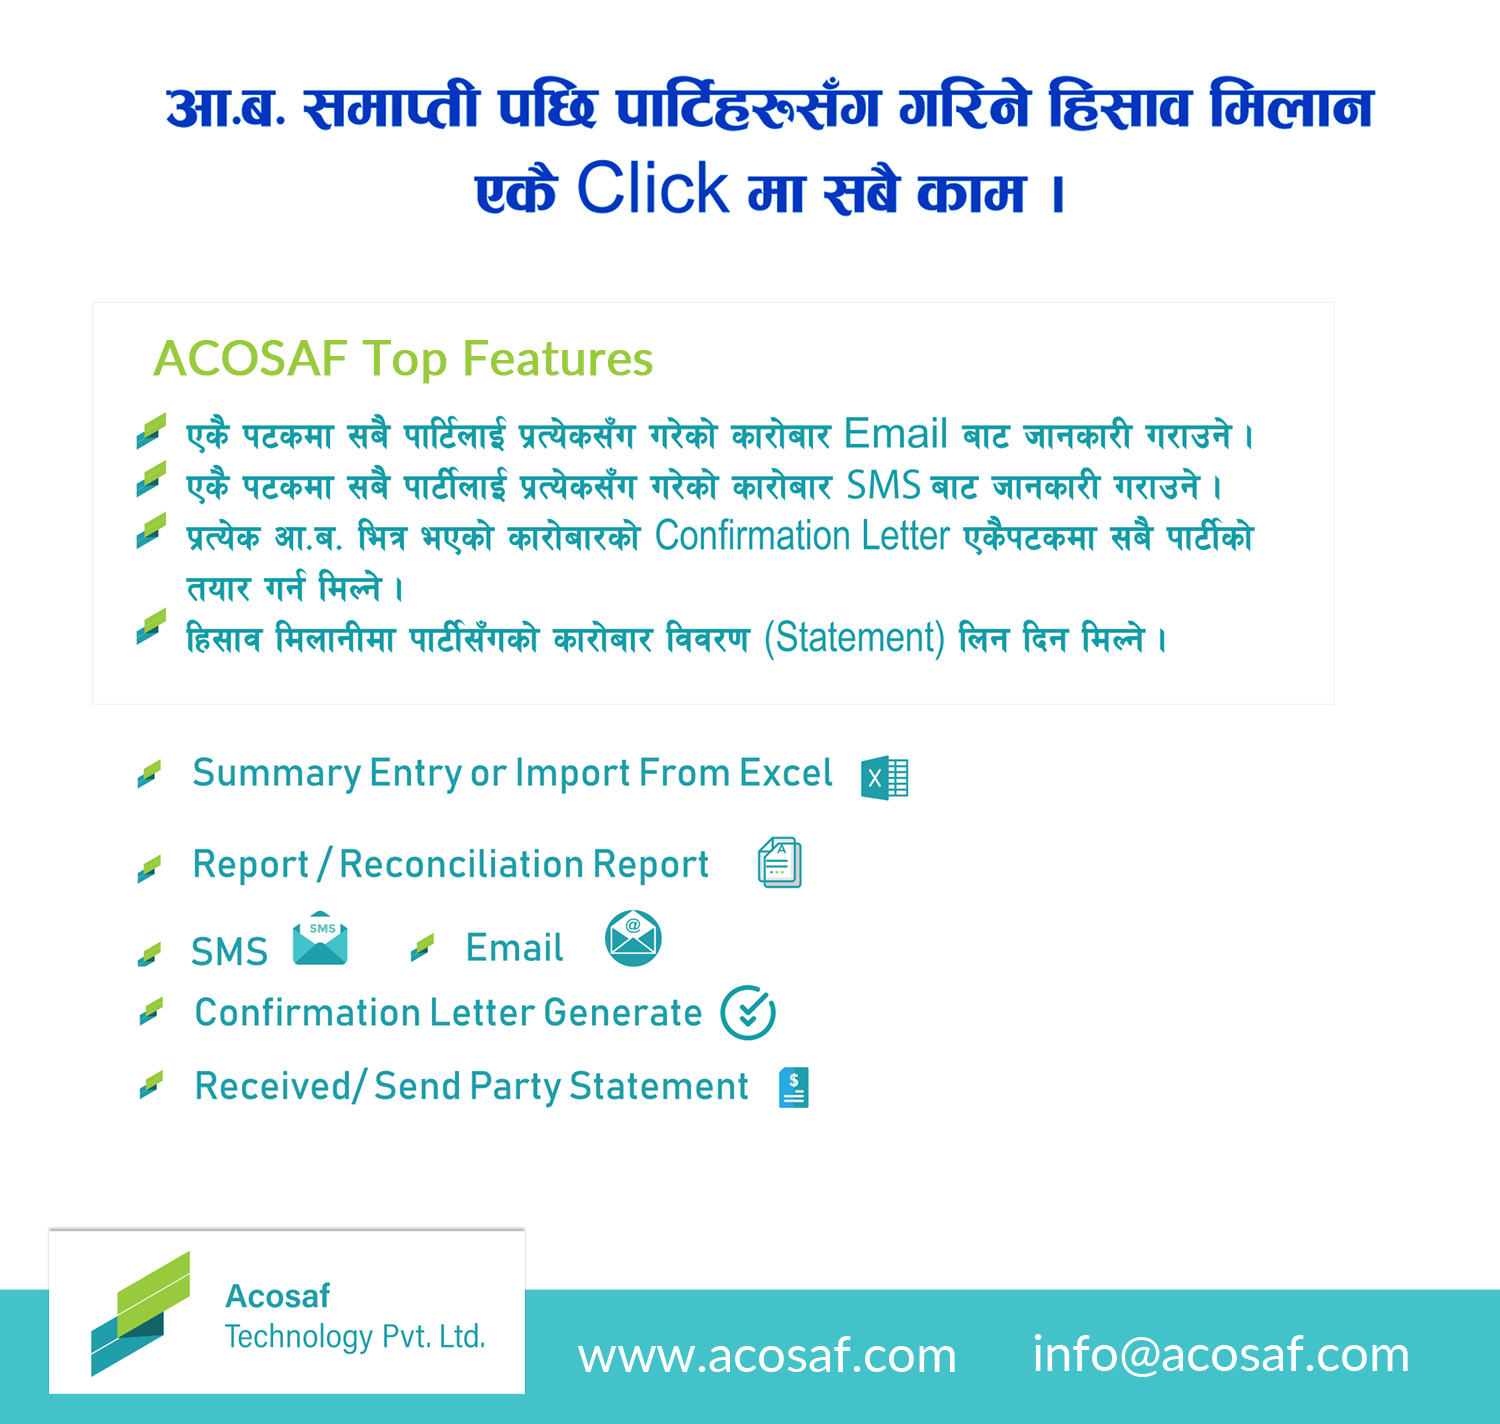 आ.ब. समाप्ती पछि पार्टिहरुसँग गरिने हिसाव मिलान
एकै Click मा सबै काम ।
ACOSAF Top Features
एकै पटकमा सबै पार्टिलाई प्रत्येकसँग गरेको कारोबार Email बाट जानकारी गराउने ।
एकै पटकमा सबै पार्टीलाई प्रत्येकसँग गरेको कारोबार SMS बाट जानकारी गराउने ।
प्रत्येक आ.ब. भित्र भएको कारोबारको Confirmation Letter एकैपटकमा सबै पार्टीको
तयार गर्न मिल्ने ।
हिसाव मिलानीमा पार्टीसँगको कारोबार विवरण (Statement) लिन दिन मिल्ने ।
Summary Entry or Import From Excel
X
Report / Reconciliation Report
A
SMS
SMS
Email
@
Confirmation Letter Generate
Received/ Send Party Statement
$
Acosaf
Technology Pvt. Ltd.
www.acosaf.com
info@acosaf.com